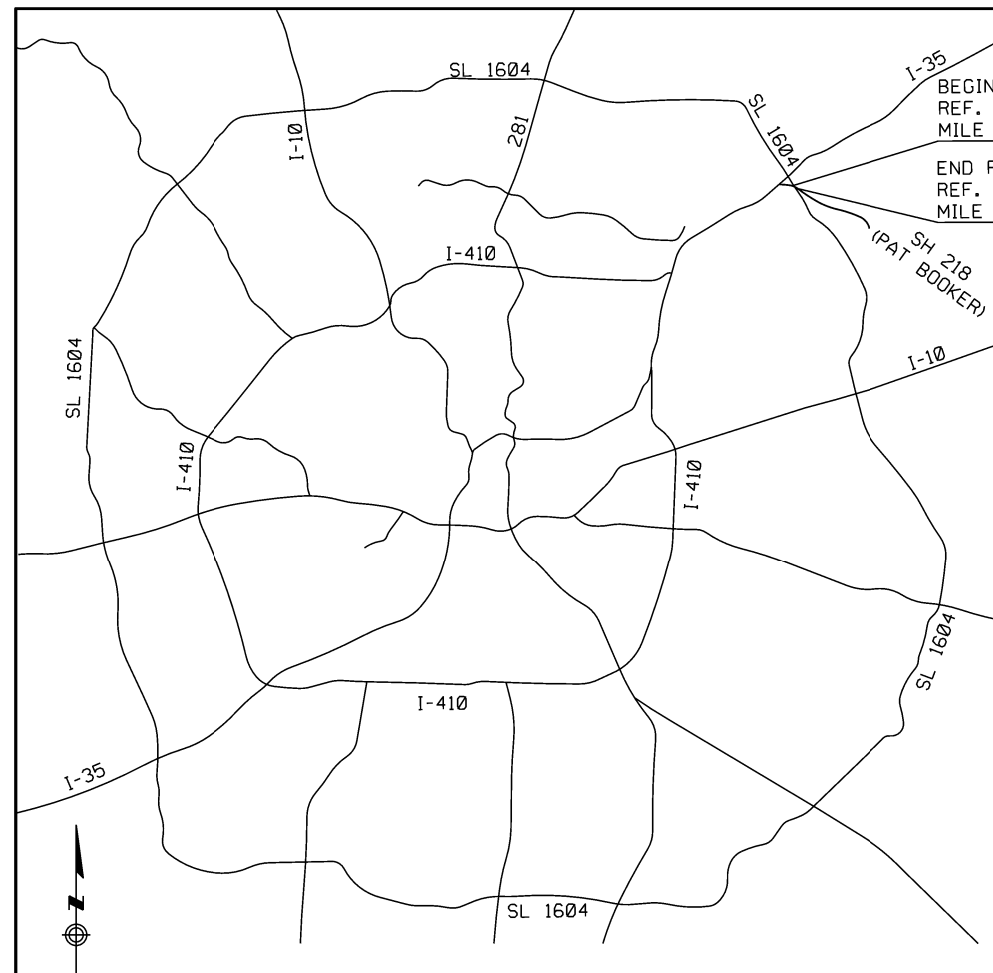 SL 1604
I-35
BEGIN
REF.
MILE
I-10
281
SL 1604
END
REF.
MILE
SH 218
(PAT BOOKER)
I-410
SL 1604
I-10
I-410
I-410
SL 1604
I-410
I-35
SL 1604
N